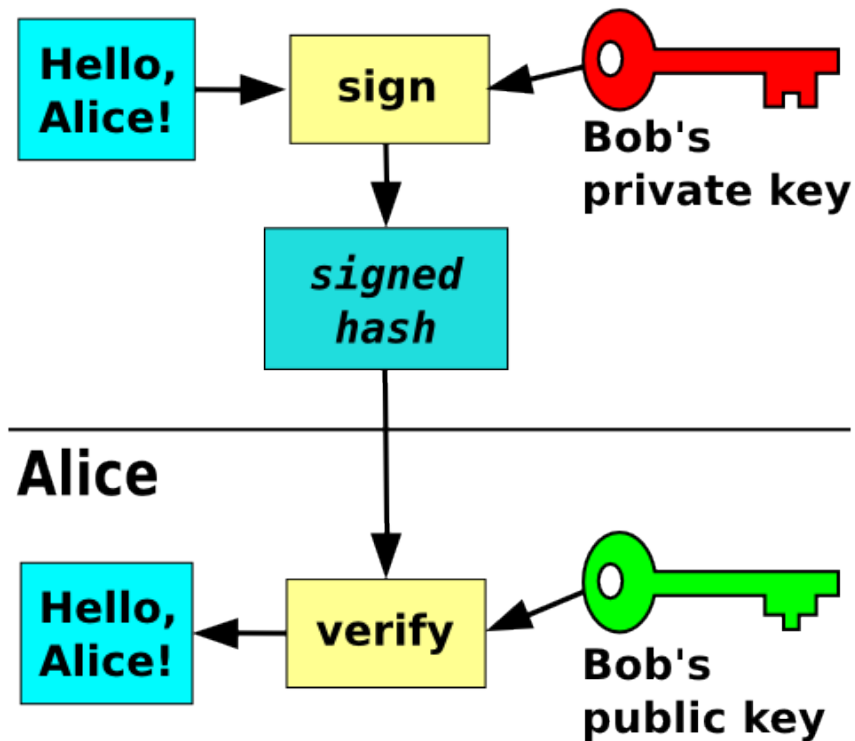 Hello,
Alice!
sign
Bob's
private key
signed
hash
Alice
Hello,
Alice!
verify
Bob's
public key